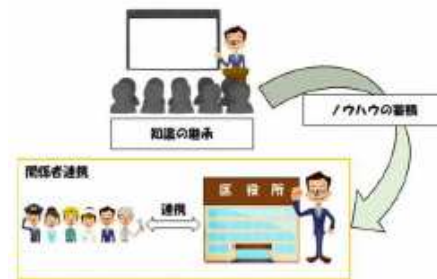 知識の継承
ノウハウの蓄積
関係者連携
連携
区役所